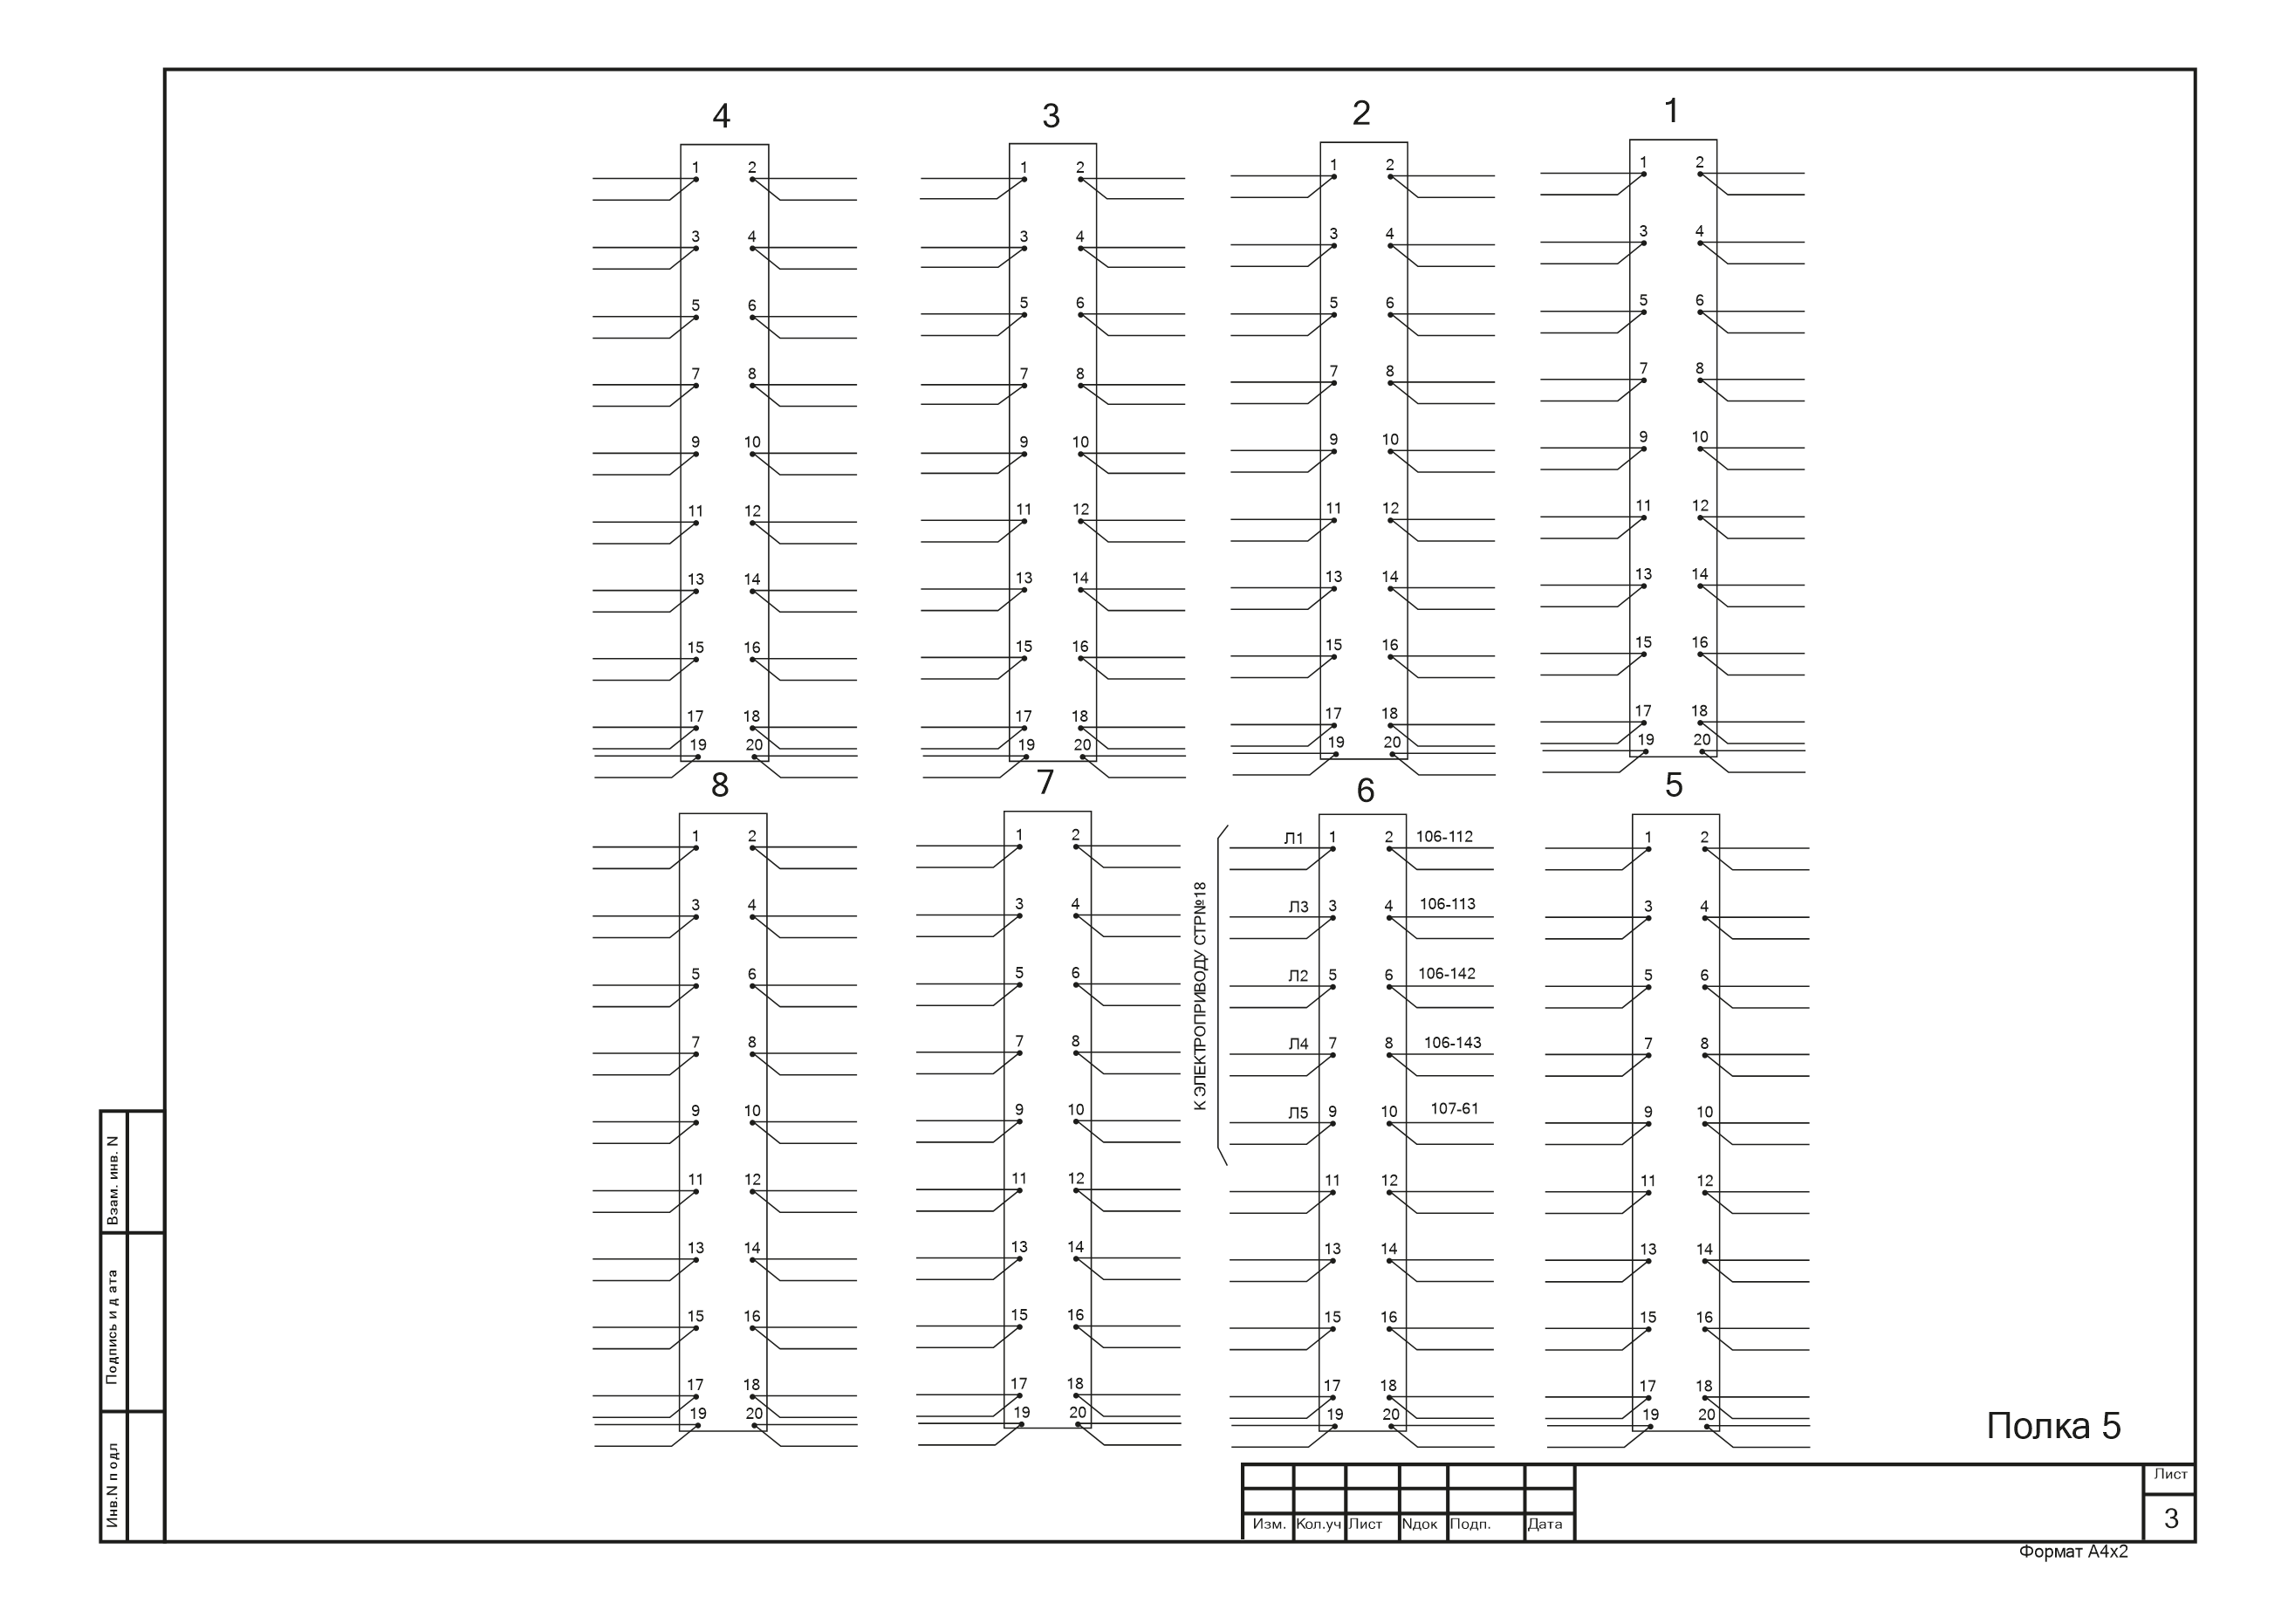 4 3 2 1
1 2 1 2 1 2 1 2
3 4 3 4 3 4 3 4
5 6 5 6 5 6 5 6
7 8 7 8 7 8 7 8
9 10 9 10 9 10 9 10
11 12 11 12 11 12 11 12
13 14 13 14 13 14 13 14
15 16 15 16 15 16 15 16
17 18 17 18 17 18 17 18
19 20 19 20 19 20 19 20
8 7 6 5
1 2 1 2 Л1 1 2 106-112 1 2
3 4 3 4 Л3 3 4 106-113 3 4
5 6 5 6 Л2 5 6 106-142 5 6
7 8 7 8 Л4 7 8 106-143 7 8
9 10 9 10 Л5 9 10 107-61 9 10
11 12 11 12 11 12 11 12
13 14 13 14 13 14 13 14
15 16 15 16 15 16 15 16
17 18 17 18 17 18 17 18
19 20 19 20 19 20 19 20
К ЭЛЕКТРОПРИВОДУ СТР№18
Взам. инв. N
Подпись и д ата
Инв.N п одл
Полка 5
Изм. Кол.уч Лист Nдок Подп. Дата
Лист
3
Формат А4х2